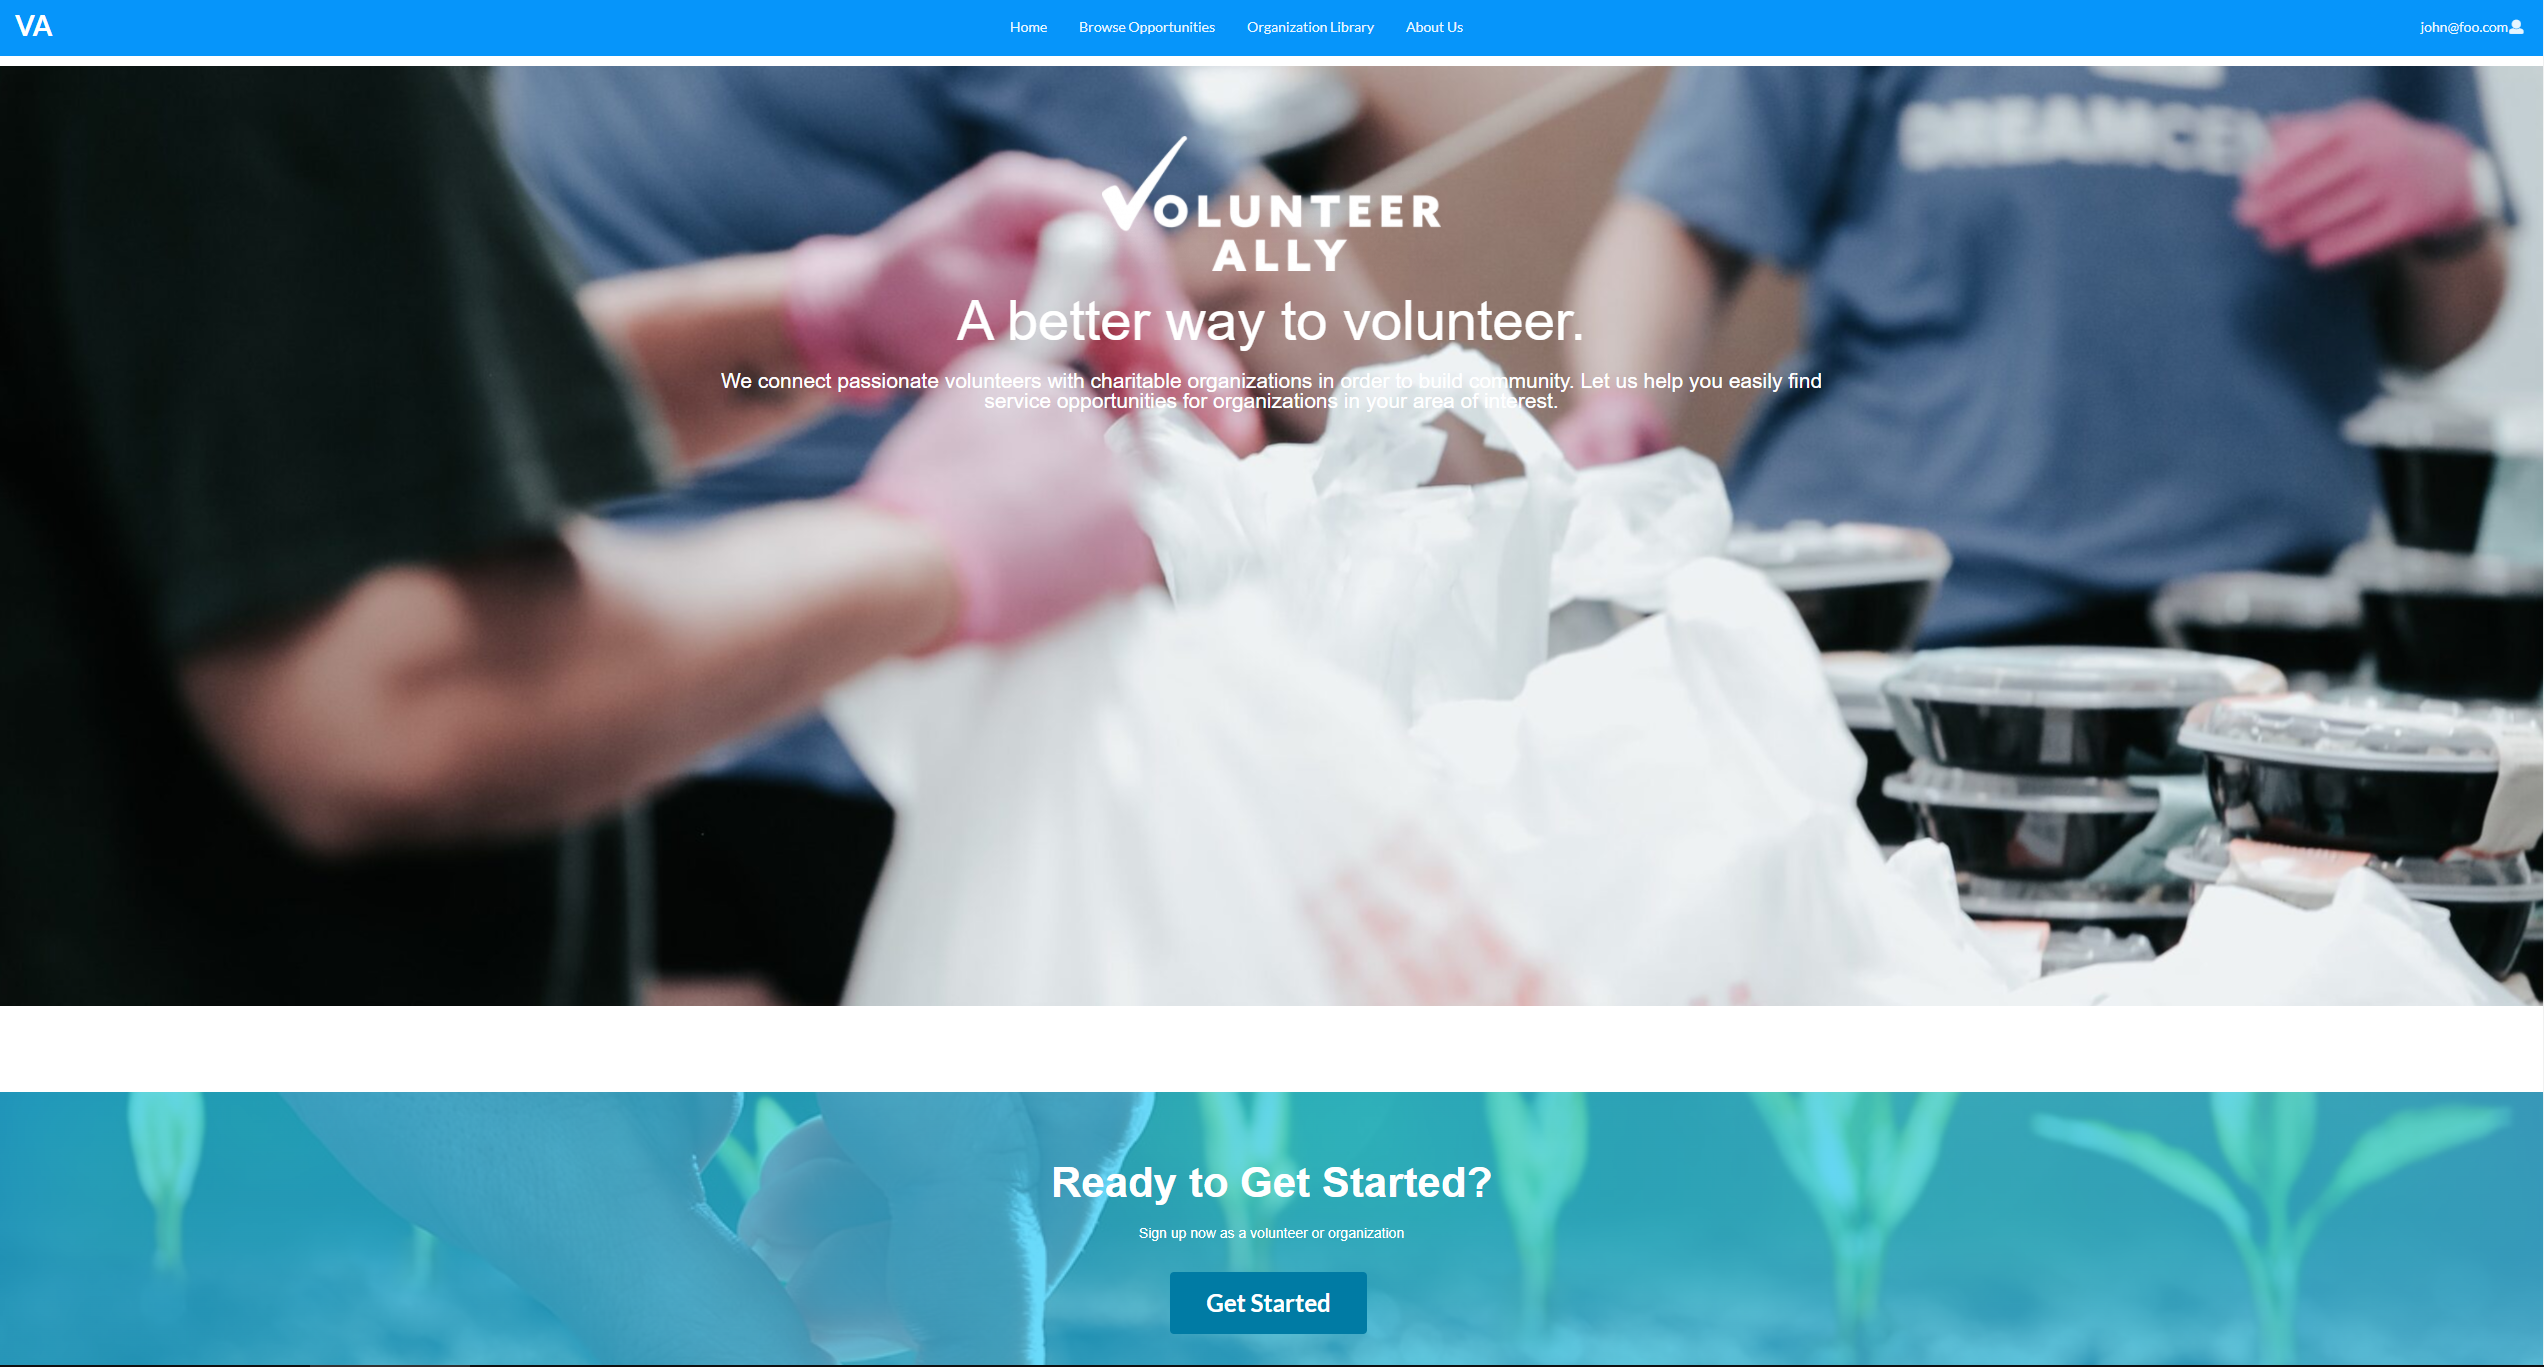 VA
Home
Browse Opportunities
Organization Library
About Us
john@foo.com
VOLUNTEER
ALLY
A better way to volunteer.
We connect passionate volunteers with charitable organizations in order to build community. Let us help you easily find
service opportunities for organizations in your area of interest.
Ready to Get Started?
Sign up now as a volunteer or organization
Get Started